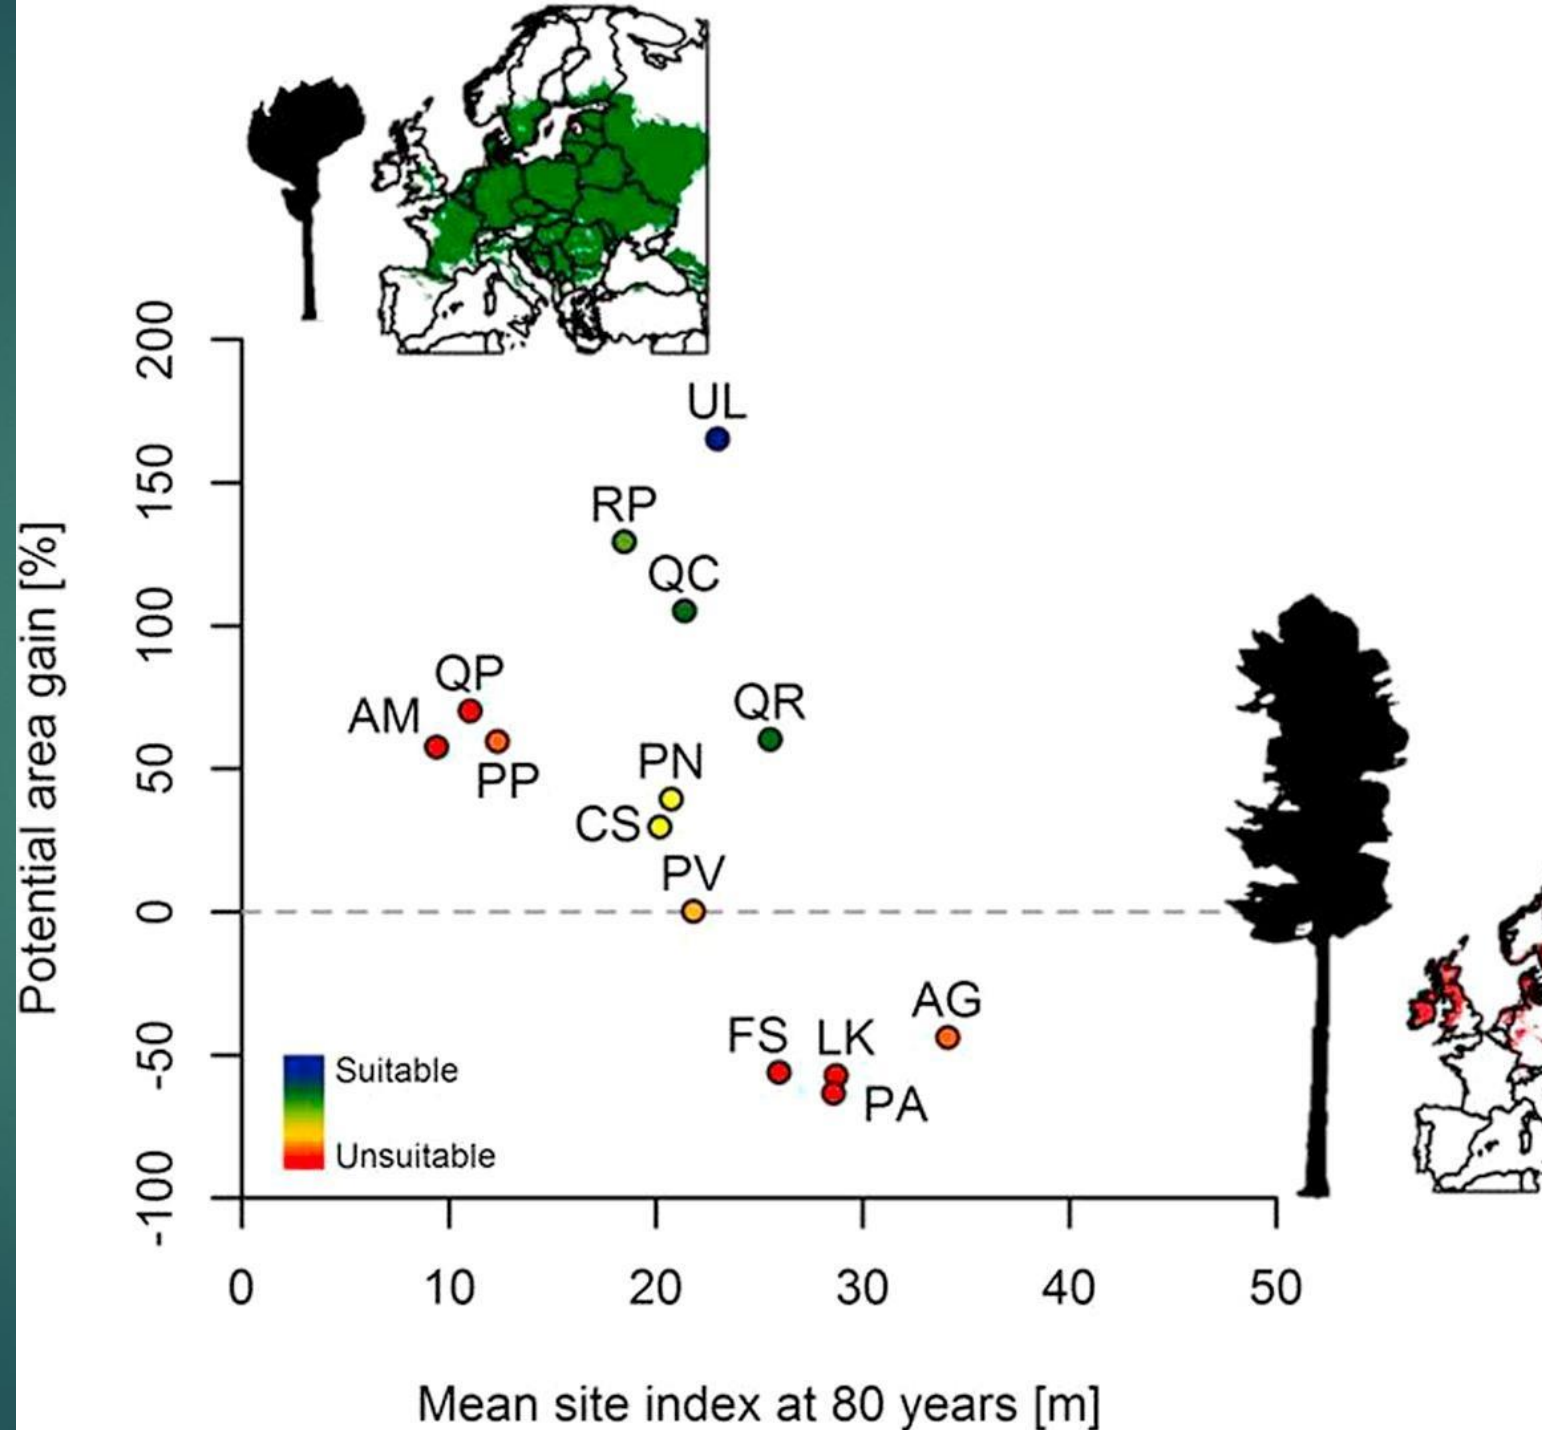 200
150
100
50
0
-50
-100
Potential area gain [%]
UL
RP
QC
QP
AM
QR
PP
PN
CS
PV
AG
FS
LK
PA
Suitable
Unsuitable
0 10 20 30 40 50
Mean site index at 80 years [m]